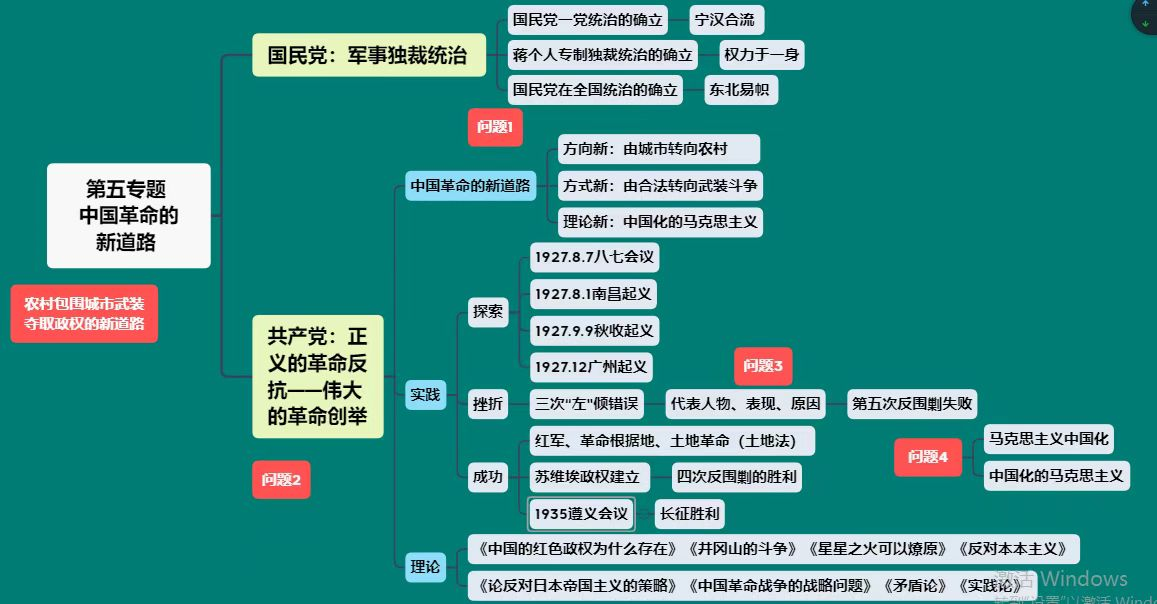 第五专题
中国革命的
新道路
农村包围城市武装
夺取政权的新道路
国民党：军事独裁统治
国民党一党统治的确立
宁汉合流
蒋个人专制独裁统治的确立
权力于一身
国民党在全国统治的确立
东北易帜
问题1
共产党：正
义的革命反
抗——伟大
的革命创举
问题2
中国革命的新道路
方向新：由城市转向农村
方式新：由合法转向武装斗争
理论新：中国化的马克思主义
实践
探索
1927.8.7八七会议
1927.8.1南昌起义
1927.9.9秋收起义
1927.12广州起义
挫折
三次“左”倾错误
代表人物、表现、原因
第五次反围剿失败
问题3
成功
红军、革命根据地、土地革命（土地法）
苏维埃政权建立
四次反围剿的胜利
1935遵义会议
长征胜利
问题4
马克思主义中国化
中国化的马克思主义
理论
《中国的红色政权为什么存在》《井冈山的斗争》《星星之火可以燎原》《反对本本主义》
《论反对日本帝国主义的策略》《中国革命战争的战略问题》《矛盾论》《实践论》
激活 Windows
转到“设置”以激活 Windows